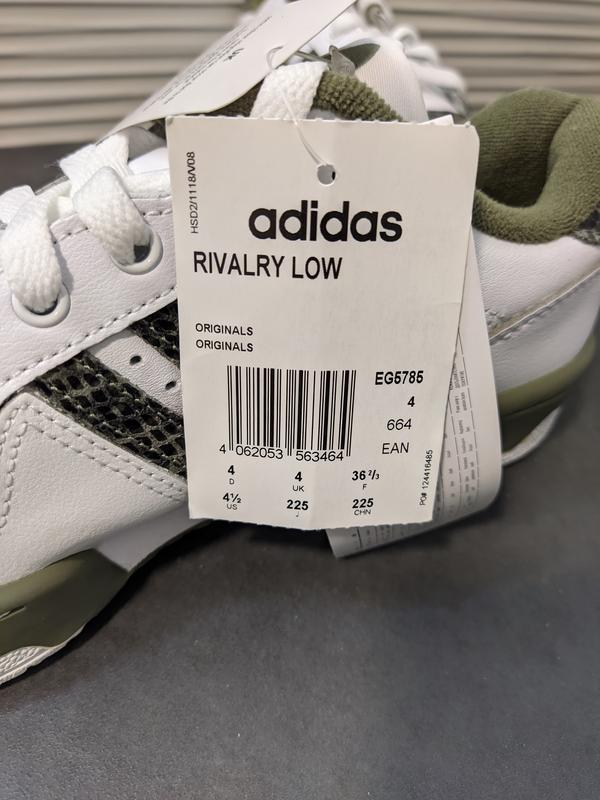 HSD2/1118/V08
adidas
RIVALRY LOW
ORIGINALS
ORIGINALS
EG5785
4
664
EAN
4 062053 563464
4 4 36 2/3
D UK F
4½ 225 225
US J CHN
PO# 124416485